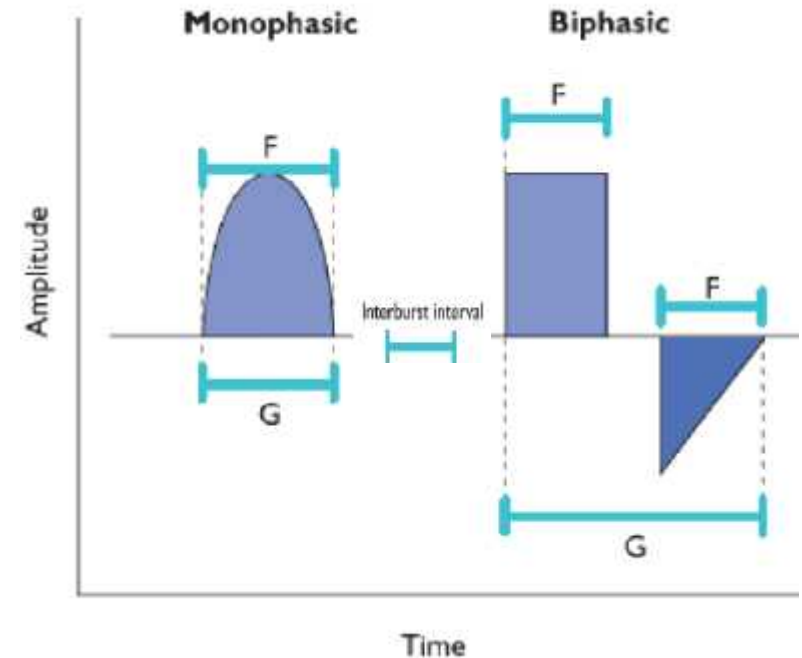 Monophasic
Biphasic
F
F
F
Interburst interval
G
G
Amplitude
Time